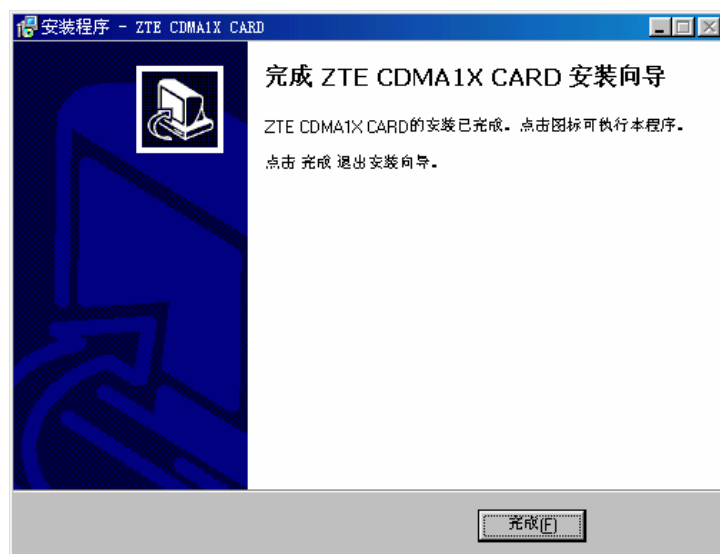 安装程序 - ZTE CDMA1X CARD
完成 ZTE CDMA1X CARD 安装向导
ZTE CDMA1X CARD的安装已完成。点击图标可执行本程序。
点击 完成 退出安装向导。
完成(F)